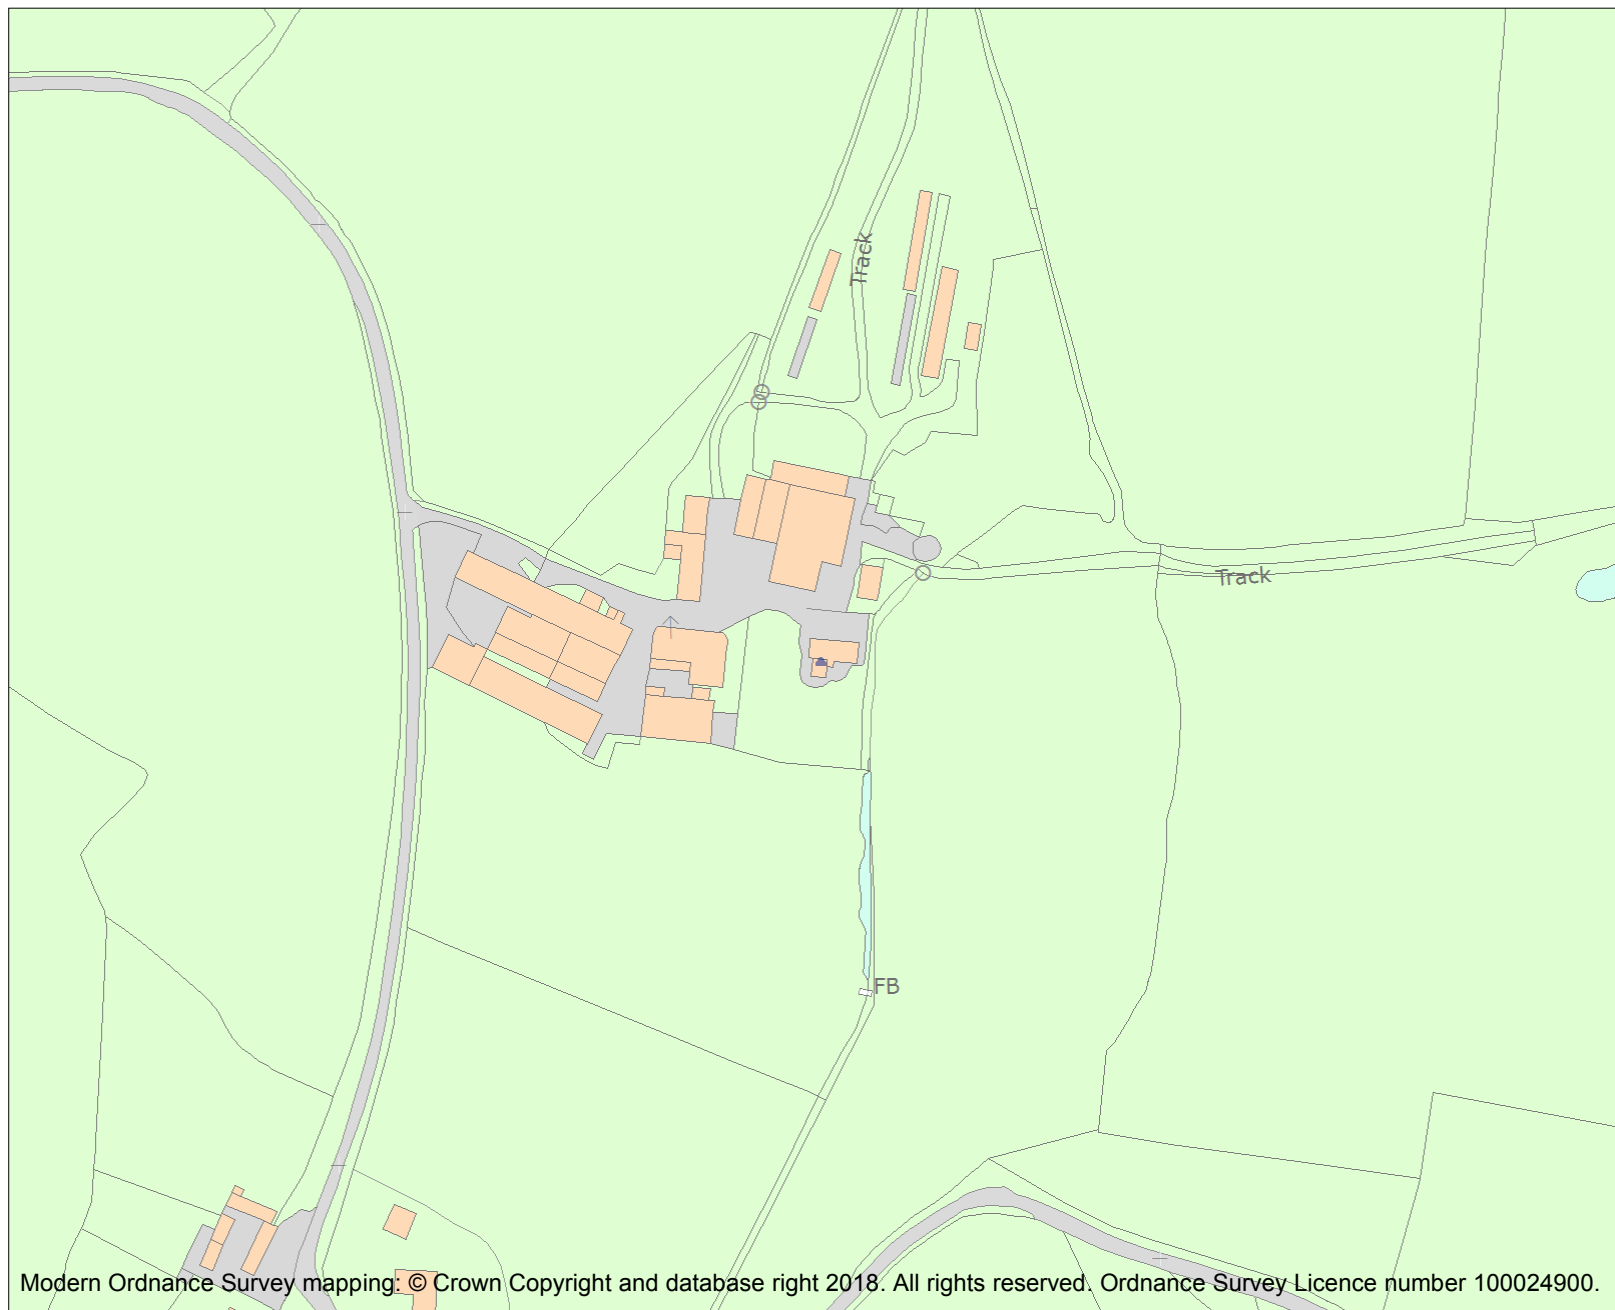 Track
Track
FB
Modern Ordnance Survey mapping: © Crown Copyright and database right 2018. All rights reserved. Ordnance Survey Licence number 100024900.